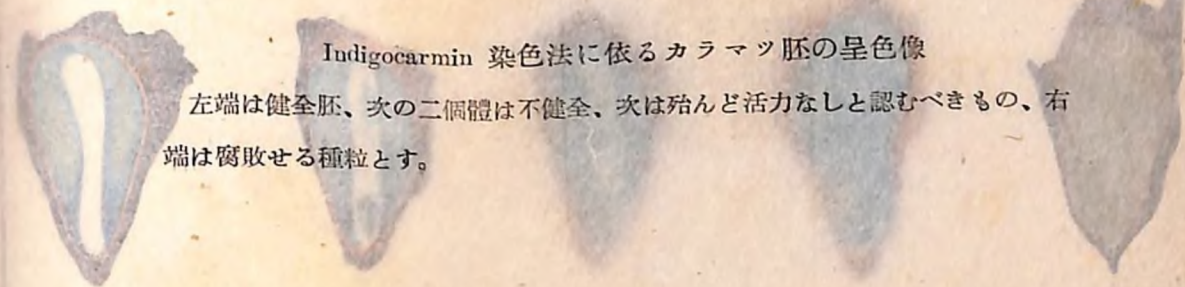 Indigocarmin 染色法に依るカラマツ胚の呈色像
左端は健全胚、次の二個體は不健全、次は殆んど活力なしと認むべきもの、右
端は腐敗せる種粒とす。